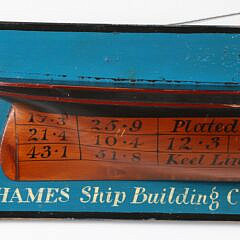 19.3 25.9 Plated
21.4 10.4 12.3
43.1 51.8 Keel Lin
HAMES Ship Building C